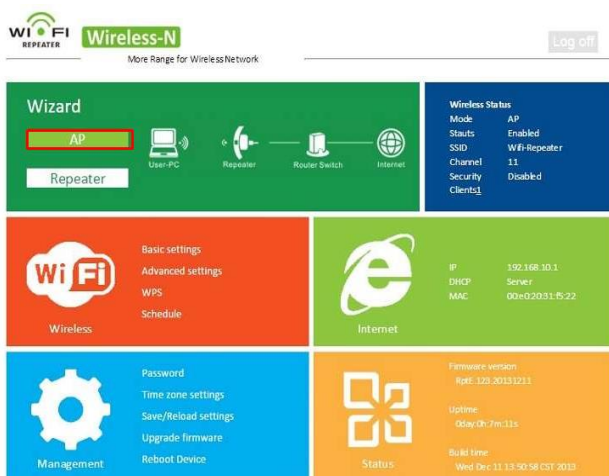 WI FI
REPEATER
Wireless-N
More Range for Wireless Network
Log off
Wizard
AP
Repeater
User-PC
Repeater
Router Switch
Internet
Wireless Status
Mode AP
Stauts Enabled
SSID Wifi-Repeater
Channel 11
Security Disabled
Clients1
Wi Fi
Wireless
Basic settings
Advanced settings
WPS
Schedule
Internet
IP 192.168.10.1
DHCP Server
MAC 00:e0:20:31:f5:22
Management
Password
Time zone settings
Save/Reload settings
Upgrade firmware
Reboot Device
Status
Firmware version
Uptime
0day:0h:7m:11s
Build time
Wed Dec 11 13:50:58 CST 2013